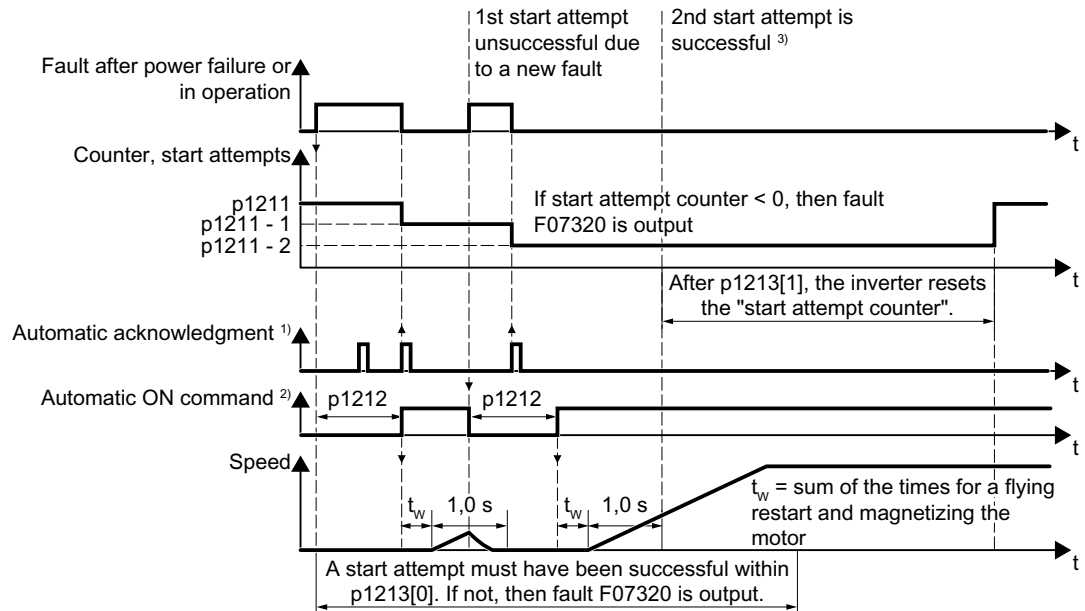 1st start attempt
unsuccessful due
to a new fault
2nd start attempt is
successful 3)
Fault after power failure or
in operation
t
Counter, start attempts
p1211
p1211 - 1
p1211 - 2
If start attempt counter < 0, then fault
F07320 is output
t
After p1213[1], the inverter resets
the "start attempt counter".
Automatic acknowledgment 1)
t
Automatic ON command 2)
p1212
p1212
t
Speed
tw
1,0 s
tw
1,0 s
tw = sum of the times for a flying
restart and magnetizing the
motor
t
A start attempt must have been successful within
p1213[0]. If not, then fault F07320 is output.